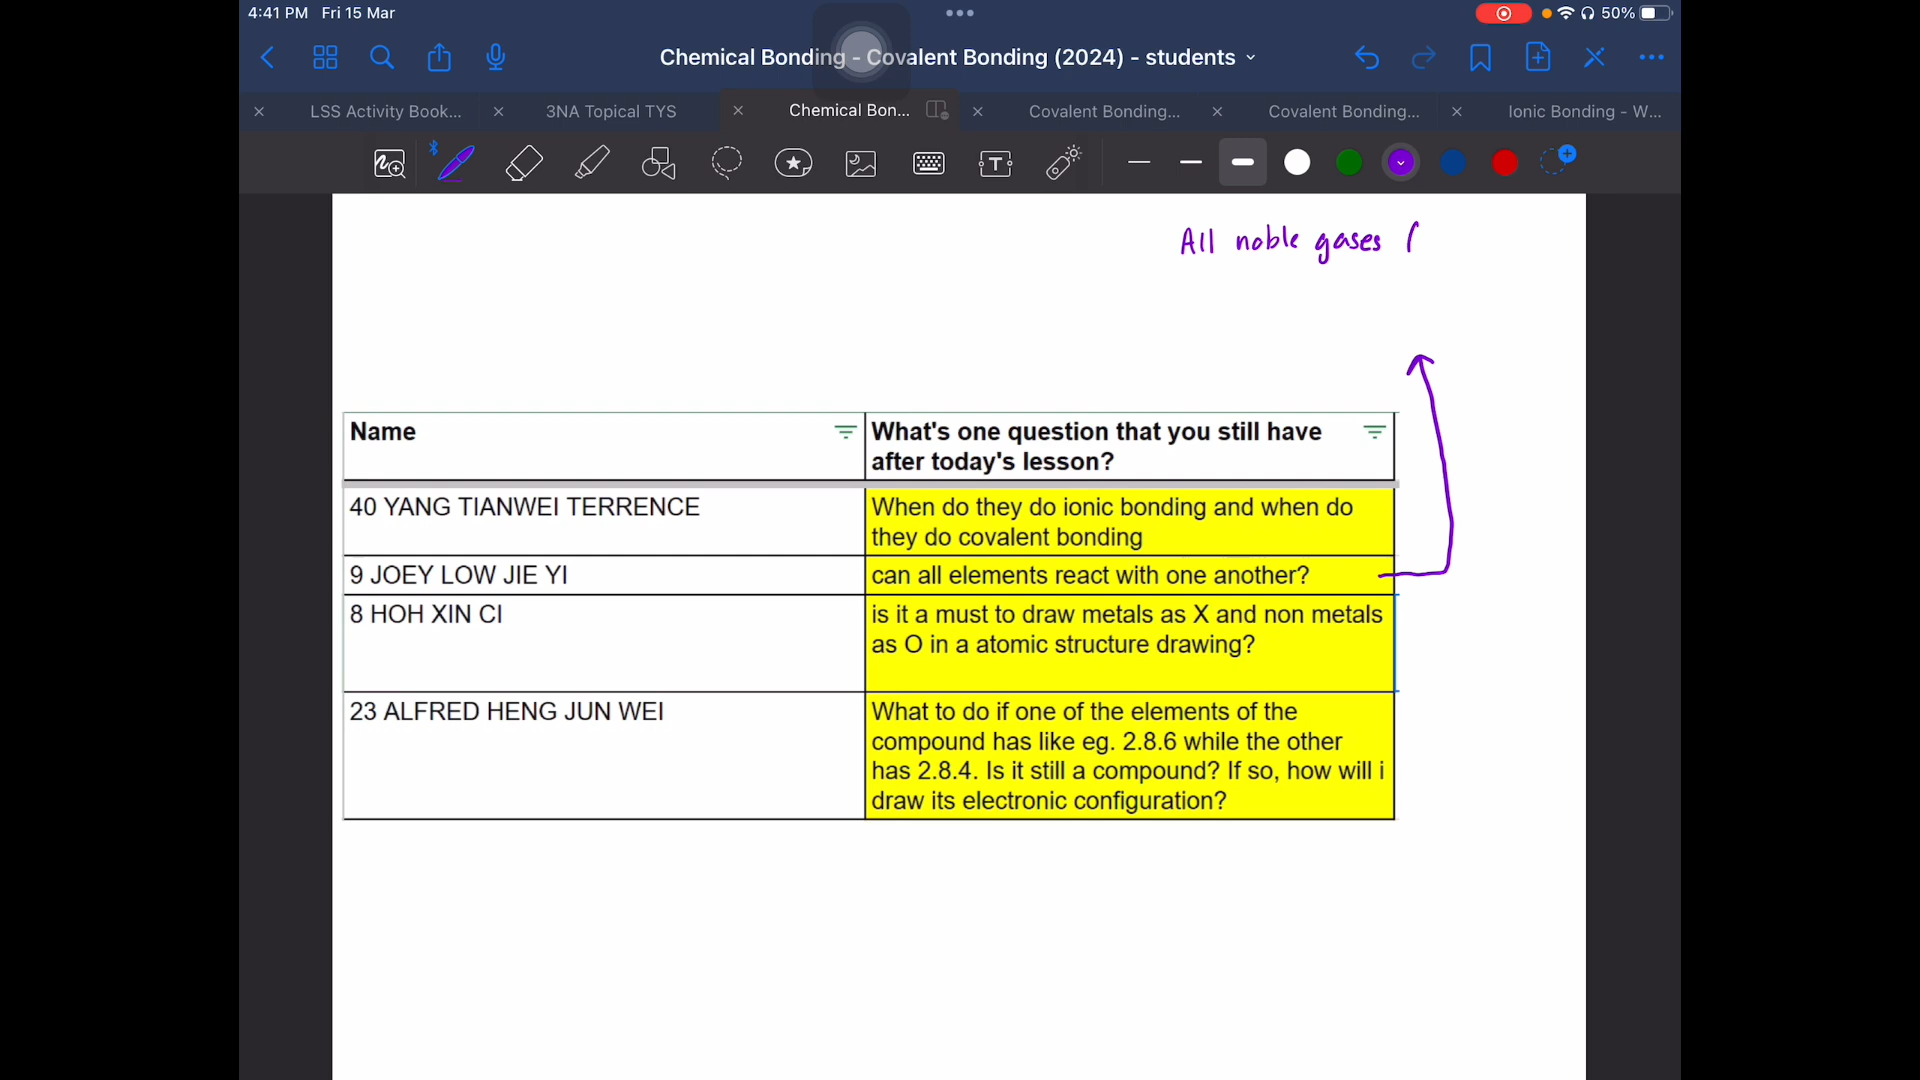 4:41 PM Fri 15 Mar
50%
Chemical Bonding - Covalent Bonding (2024) - students
LSS Activity Book...
3NA Topical TYS
Chemical Bon...
Covalent Bonding...
Covalent Bonding...
Ionic Bonding - W...
All noble gases (
Name
What's one question that you still have
after today's lesson?
40 YANG TIANWEI TERRENCE
When do they do ionic bonding and when do
they do covalent bonding
9 JOEY LOW JIE YI
can all elements react with one another?
8 HOH XIN CI
is it a must to draw metals as X and non metals
as O in a atomic structure drawing?
23 ALFRED HENG JUN WEI
What to do if one of the elements of the
compound has like eg. 2.8.6 while the other
has 2.8.4. Is it still a compound? If so, how will i
draw its electronic configuration?